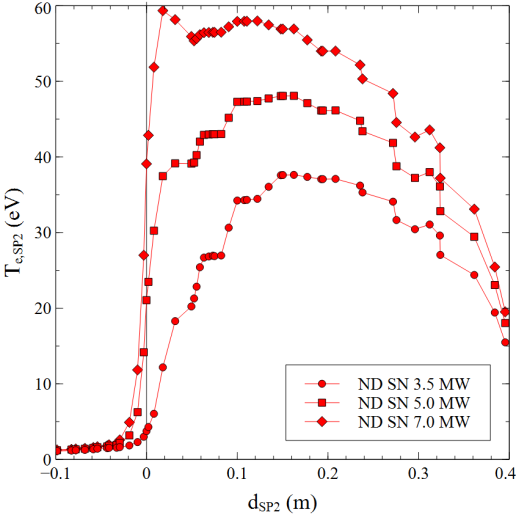 60
50
40
30
20
10
0
T_e,SP2 (eV)
−0.1 0 0.1 0.2 0.3 0.4
d_SP2 (m)
ND SN 3.5 MW
ND SN 5.0 MW
ND SN 7.0 MW